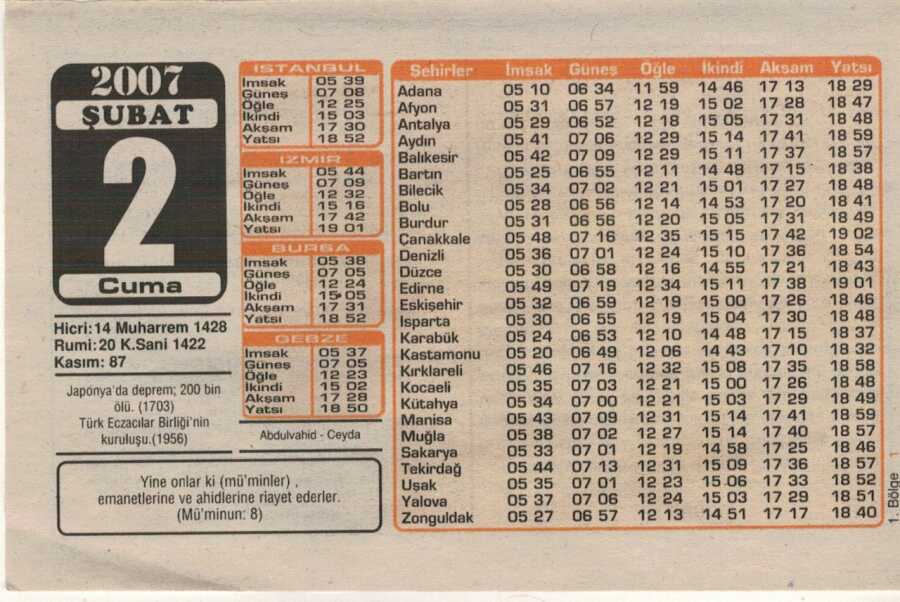 2007
ŞUBAT
2
Cuma
Hicri: 14 Muharrem 1428
Rumi: 20 K.Sani 1422
Kasım: 87
Japonya'da deprem; 200 bin
ölü. (1703)
Türk Eczacılar Birliği'nin
kuruluşu.(1956)
İSTANBUL
İmsak 05 39
Güneş 07 08
Öğle 12 25
İkindi 15 03
Akşam 17 30
Yatsı 18 52
İZMİR
İmsak 05 44
Güneş 07 09
Öğle 12 32
İkindi 15 16
Akşam 17 42
Yatsı 19 01
BURSA
İmsak 05 38
Güneş 07 05
Öğle 12 24
İkindi 15 05
Akşam 17 31
Yatsı 18 52
GEBZE
İmsak 05 37
Güneş 07 05
Öğle 12 23
İkindi 15 02
Akşam 17 28
Yatsı 18 50
Abdulvahid - Ceyda
Yine onlar ki (mü'minler) ,
emanetlerine ve ahidlerine riayet ederler.
(Mü'minun: 8)
Şehirler İmsak Güneş Öğle İkindi Akşam Yatsı
Adana 05 10 06 34 11 59 14 46 17 13 18 29
Afyon 05 31 06 57 12 19 15 02 17 28 18 47
Antalya 05 29 06 52 12 18 15 05 17 31 18 48
Aydın 05 41 07 06 12 29 15 14 17 41 18 59
Balıkesir 05 42 07 09 12 29 15 11 17 37 18 57
Bartın 05 25 06 55 12 11 14 48 17 15 18 38
Bilecik 05 34 07 02 12 21 15 01 17 27 18 48
Bolu 05 28 06 56 12 14 14 53 17 20 18 41
Burdur 05 31 06 56 12 20 15 05 17 31 18 49
Çanakkale 05 48 07 16 12 35 15 15 17 42 19 02
Denizli 05 36 07 01 12 24 15 10 17 36 18 54
Düzce 05 30 06 58 12 16 14 55 17 21 18 43
Edirne 05 49 07 19 12 34 15 11 17 38 19 01
Eskişehir 05 32 06 59 12 19 15 00 17 26 18 46
Isparta 05 30 06 55 12 19 15 04 17 30 18 48
Karabük 05 24 06 53 12 10 14 48 17 15 18 37
Kastamonu 05 20 06 49 12 06 14 43 17 10 18 32
Kırklareli 05 46 07 16 12 32 15 08 17 35 18 58
Kocaeli 05 35 07 03 12 21 15 00 17 26 18 48
Kütahya 05 34 07 00 12 21 15 03 17 29 18 49
Manisa 05 43 07 09 12 31 15 14 17 41 18 59
Muğla 05 38 07 02 12 27 15 14 17 40 18 57
Sakarya 05 33 07 01 12 19 14 58 17 25 18 46
Tekirdağ 05 44 07 13 12 31 15 09 17 36 18 57
Uşak 05 35 07 01 12 23 15 06 17 33 18 52
Yalova 05 37 07 06 12 24 15 03 17 29 18 51
Zonguldak 05 27 06 57 12 13 14 51 17 17 18 40
1. Bölge 1